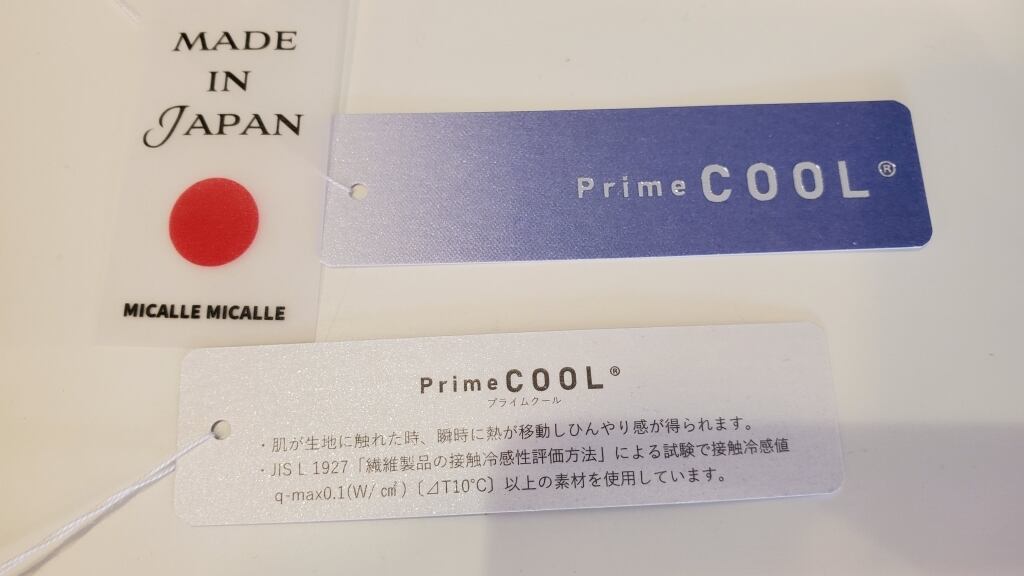 MADE
IN
JAPAN
MICALLE MICALLE
Prime COOL®
Prime COOL®
プライムクール
・肌が生地に触れた時、瞬時に熱が移動しひんやり感が得られます。
・JIS L 1927「繊維製品の接触冷感性評価方法」による試験で接触冷感値
q-max0.1(W/㎠)〔⊿T10℃〕以上の素材を使用しています。